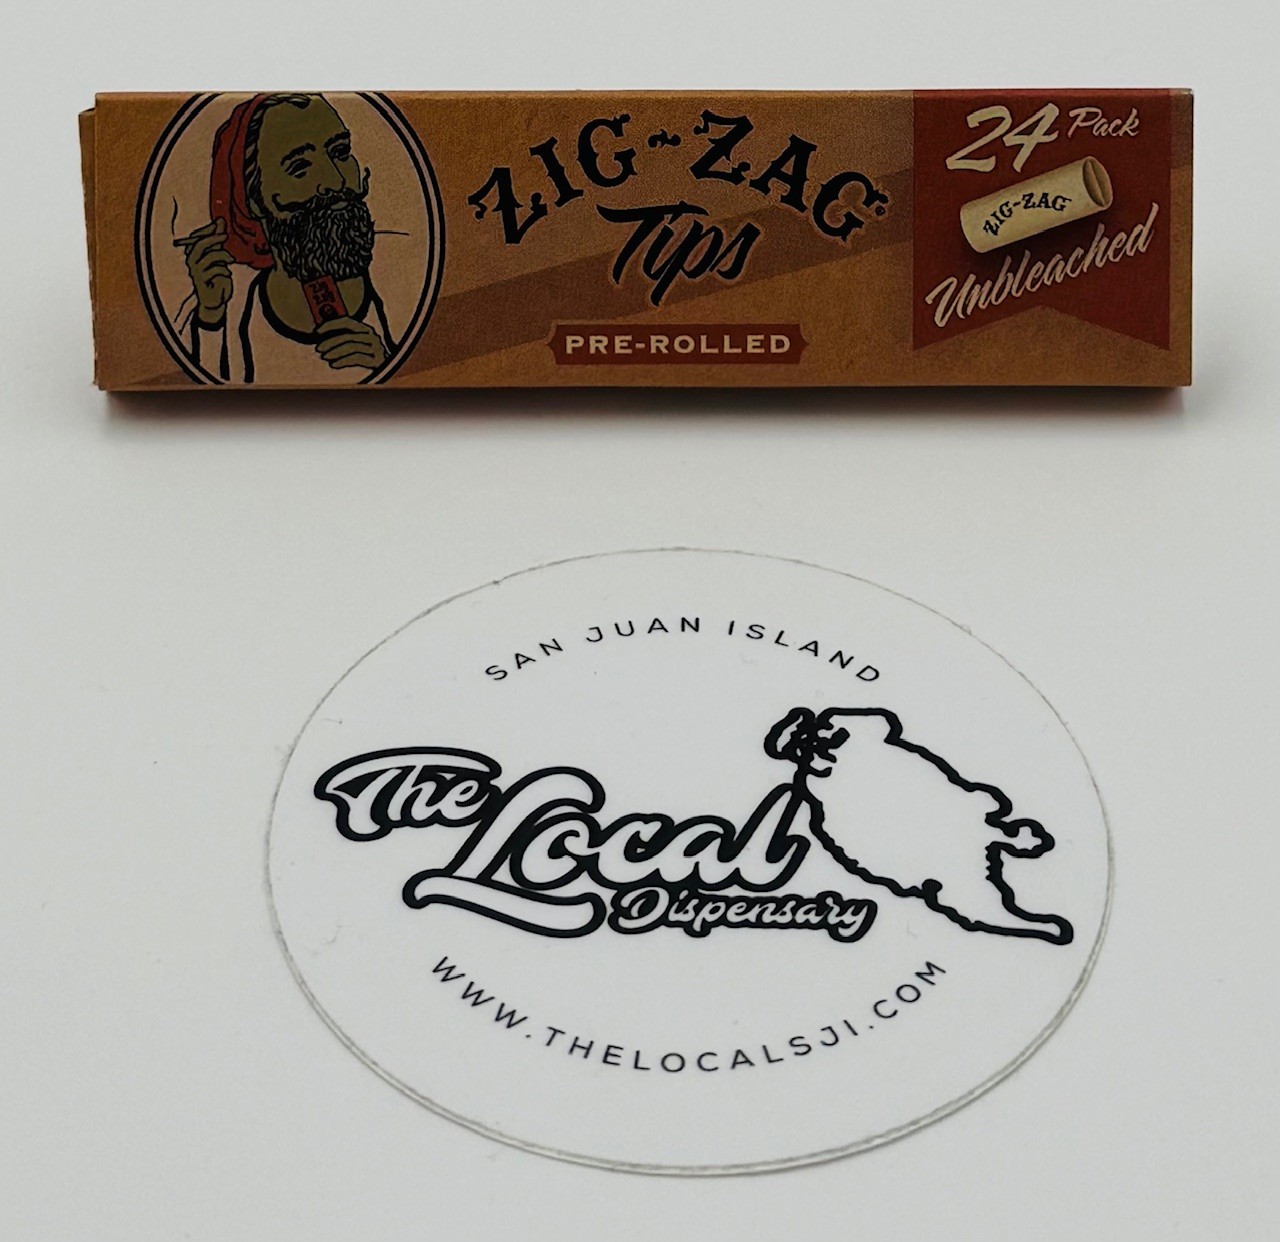 ZIG-ZAG
Tips
PRE-ROLLED
24 Pack
ZIG-ZAG
Unbleached
SAN JUAN ISLAND
The
Local
Dispensary
WWW.THELOCALSJI.COM